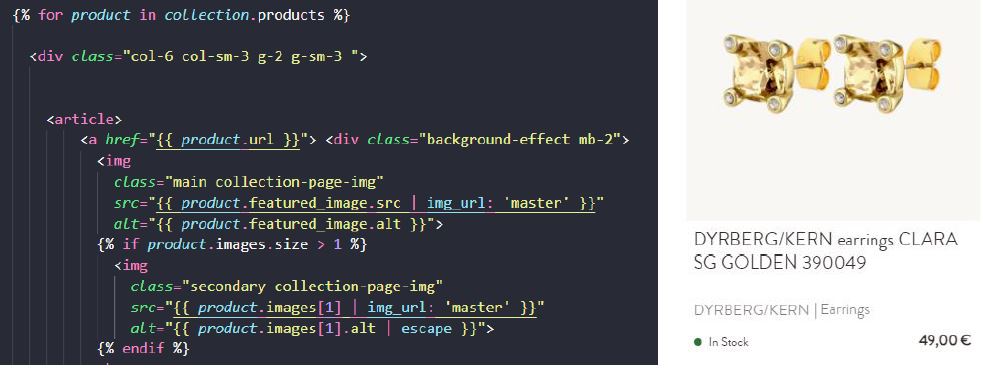 {% for product in collection.products %}
<div class="col-6 col-sm-3 g-2 g-sm-3 ">
<article>
<a href="{{ product.url }}"> <div class="background-effect mb-2">
<img
class="main collection-page-img"
src="{{ product.featured_image.src | img_url: 'master' }}"
alt="{{ product.featured_image.alt }}">
{% if product.images.size > 1 %}
<img
class="secondary collection-page-img"
src="{{ product.images[1] | img_url: 'master' }}"
alt="{{ product.images[1].alt | escape }}">
{% endif %}
DYRBERG/KERN earrings CLARA
SG GOLDEN 390049
DYRBERG/KERN | Earrings
In Stock
49,00 €